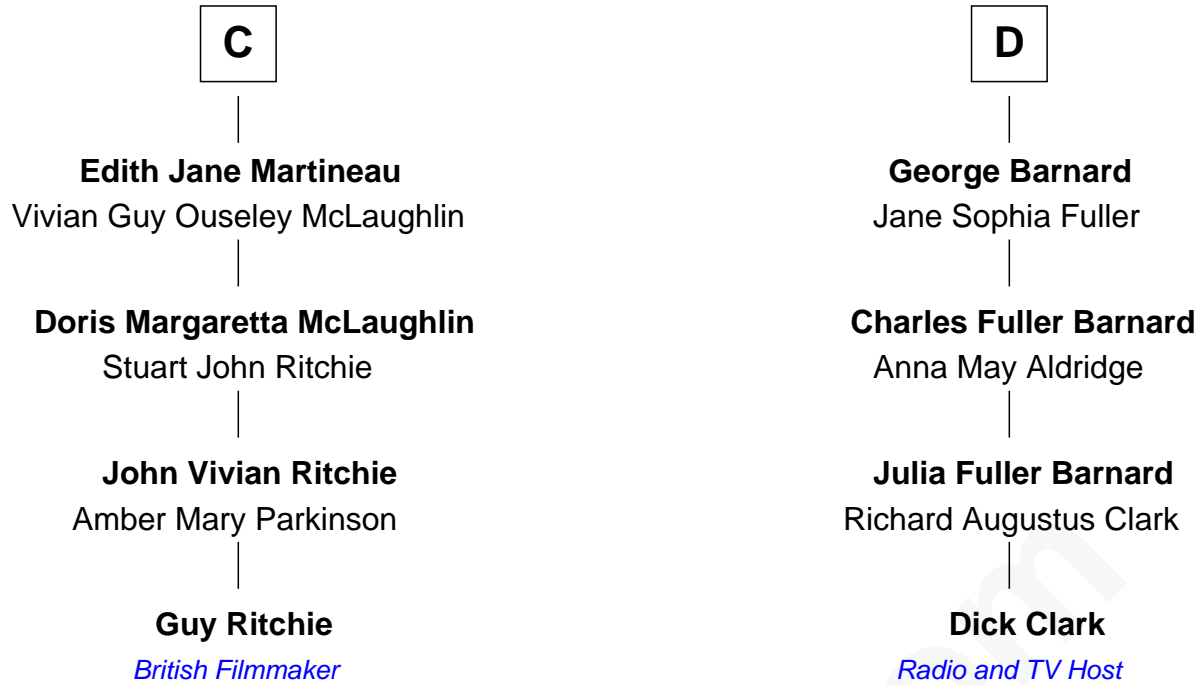 C
Edith Jane Martineau
Vivian Guy Ouseley McLaughlin
Doris Margaretta McLaughlin
Stuart John Ritchie
John Vivian Ritchie
Amber Mary Parkinson
Guy Ritchie
British Filmmaker
D
George Barnard
Jane Sophia Fuller
Charles Fuller Barnard
Anna May Aldridge
Julia Fuller Barnard
Richard Augustus Clark
Dick Clark
Radio and TV Host